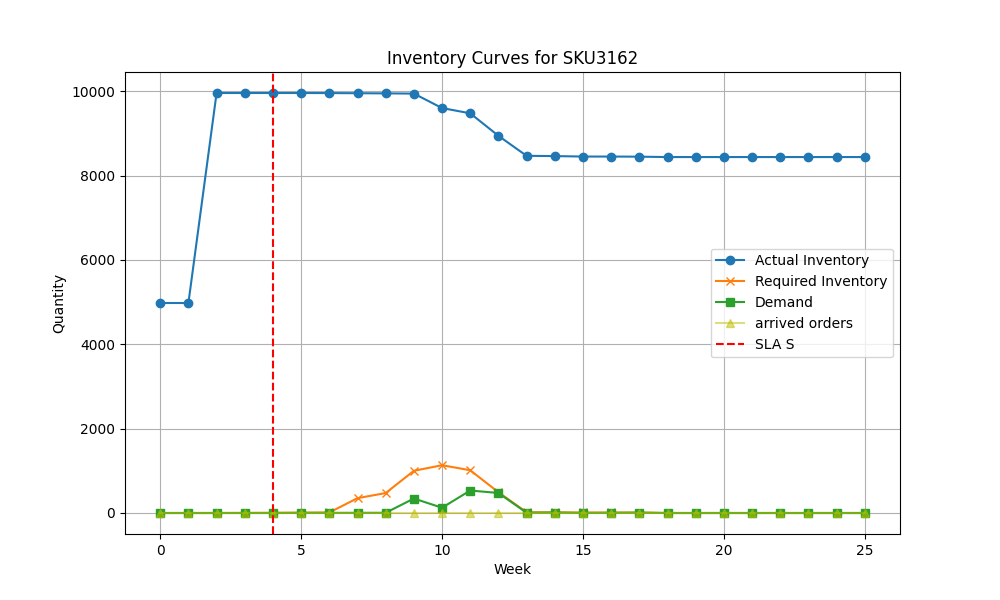 Inventory Curves for SKU3162
Quantity
10000
8000
6000
4000
2000
0
Actual Inventory
Required Inventory
Demand
arrived orders
SLA S
0 5 10 15 20 25
Week